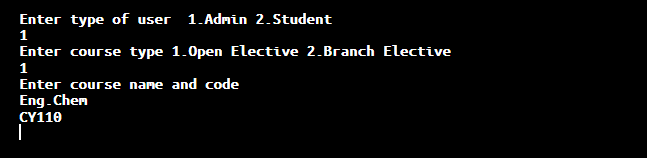 Enter type of user  1.Admin 2.Student
1
Enter course type 1.Open Elective 2.Branch Elective
1
Enter course name and code
Eng.Chem
CY110